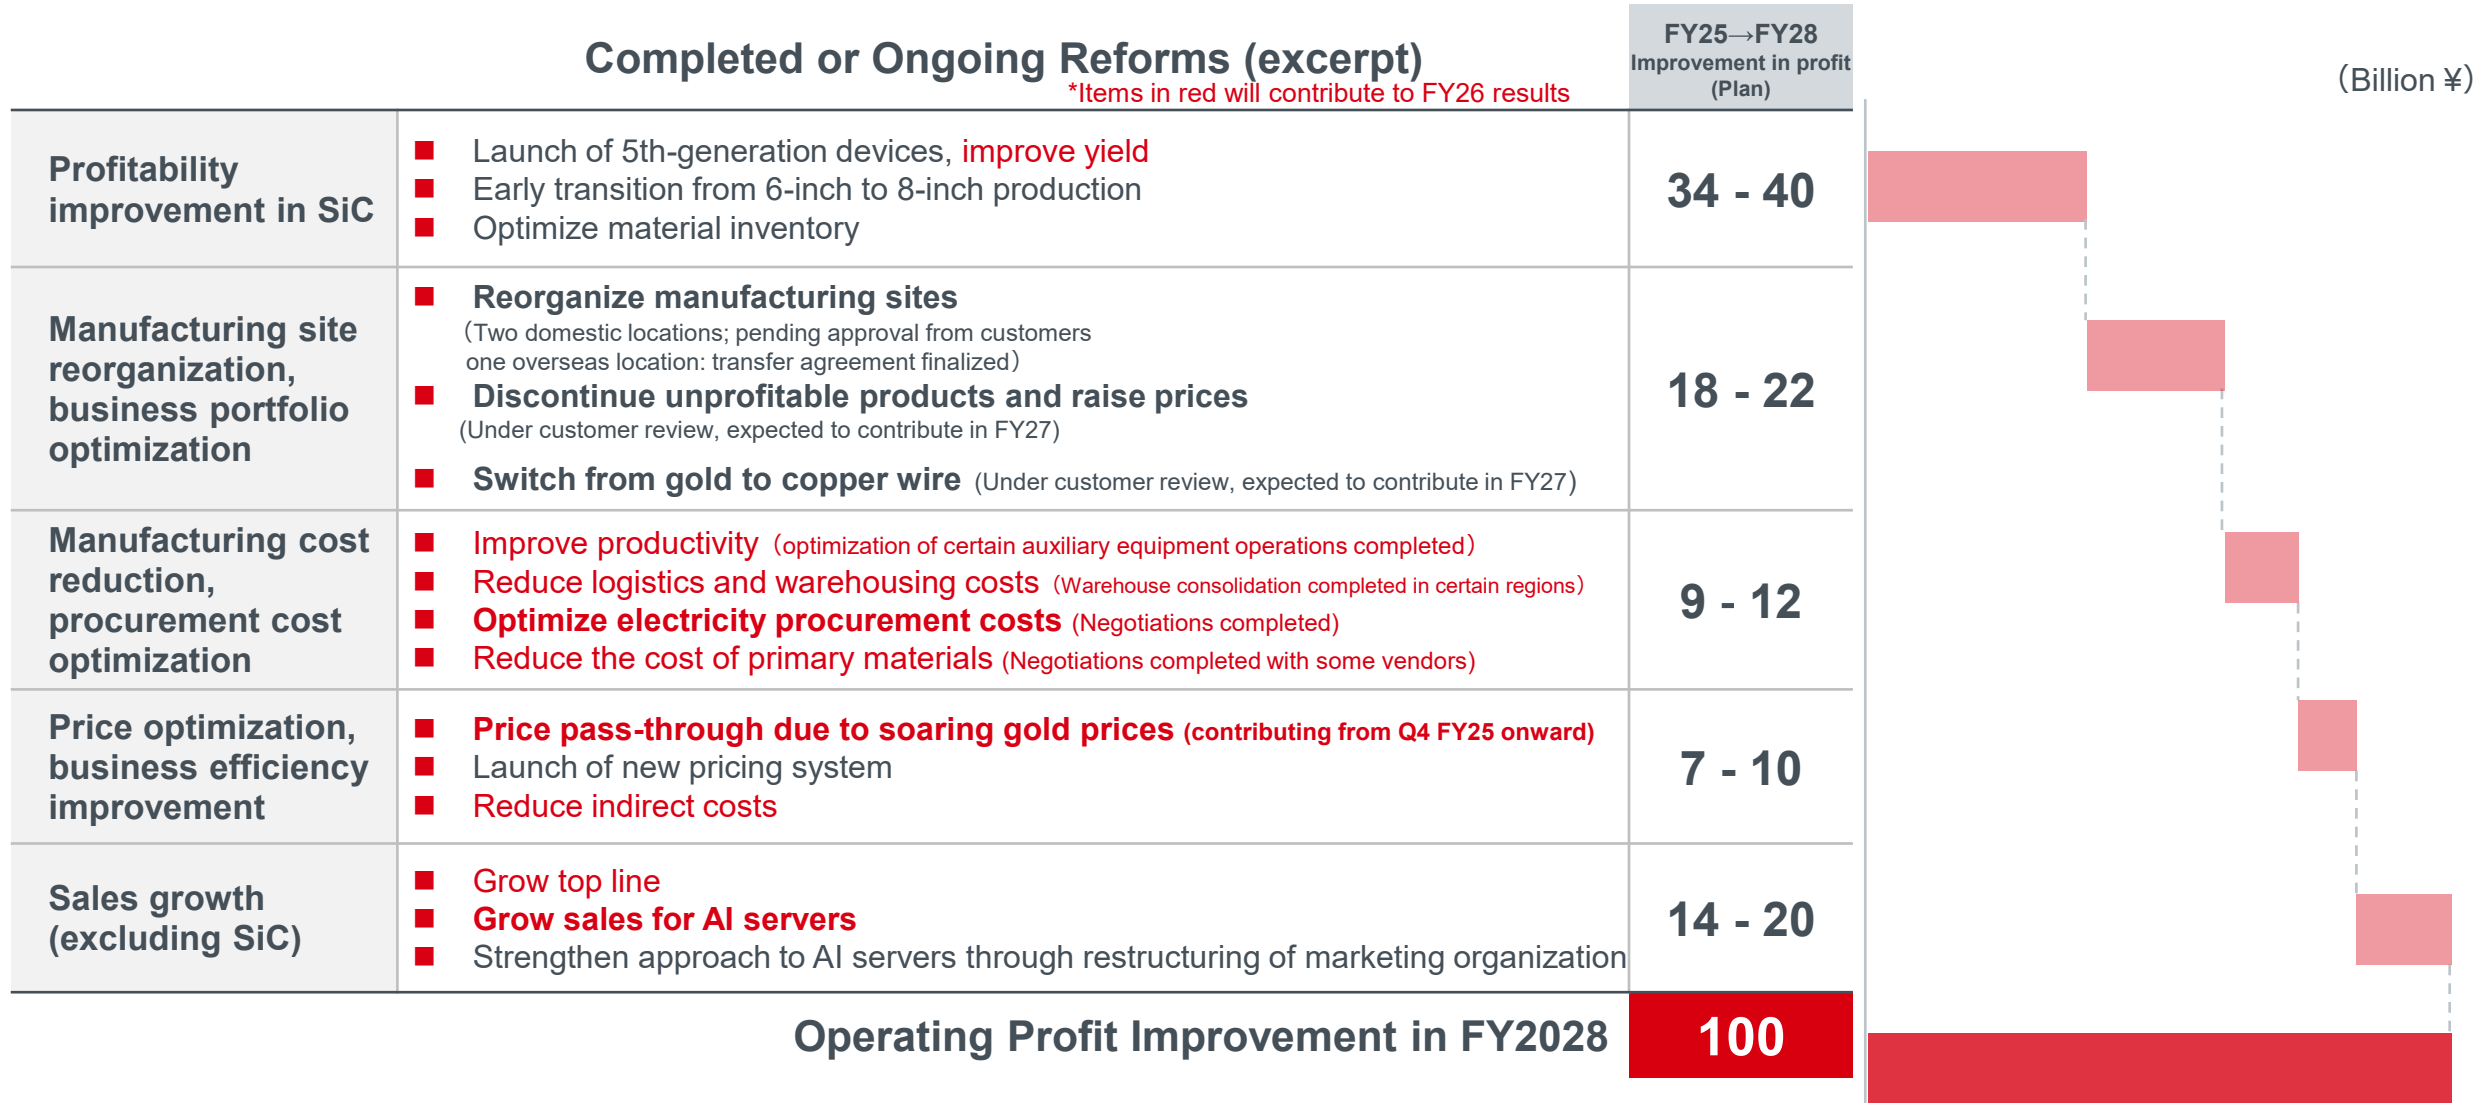 Completed or Ongoing Reforms (excerpt)
*Items in red will contribute to FY26 results
FY25→FY28
Improvement in profit
(Plan)
（Billion ¥）
Profitability
improvement in SiC
■ Launch of 5th-generation devices, improve yield
■ Early transition from 6-inch to 8-inch production
■ Optimize material inventory
34 - 40
Manufacturing site
reorganization,
business portfolio
optimization
■ Reorganize manufacturing sites
（Two domestic locations; pending approval from customers
one overseas location: transfer agreement finalized）
■ Discontinue unprofitable products and raise prices
(Under customer review, expected to contribute in FY27)
■ Switch from gold to copper wire (Under customer review, expected to contribute in FY27）
18 - 22
Manufacturing cost
reduction,
procurement cost
optimization
■ Improve productivity（optimization of certain auxiliary equipment operations completed）
■ Reduce logistics and warehousing costs（Warehouse consolidation completed in certain regions）
■ Optimize electricity procurement costs (Negotiations completed)
■ Reduce the cost of primary materials (Negotiations completed with some vendors)
9 - 12
Price optimization,
business efficiency
improvement
■ Price pass-through due to soaring gold prices (contributing from Q4 FY25 onward)
■ Launch of new pricing system
■ Reduce indirect costs
7 - 10
Sales growth
(excluding SiC)
■ Grow top line
■ Grow sales for AI servers
■ Strengthen approach to AI servers through restructuring of marketing organization
14 - 20
Operating Profit Improvement in FY2028
100